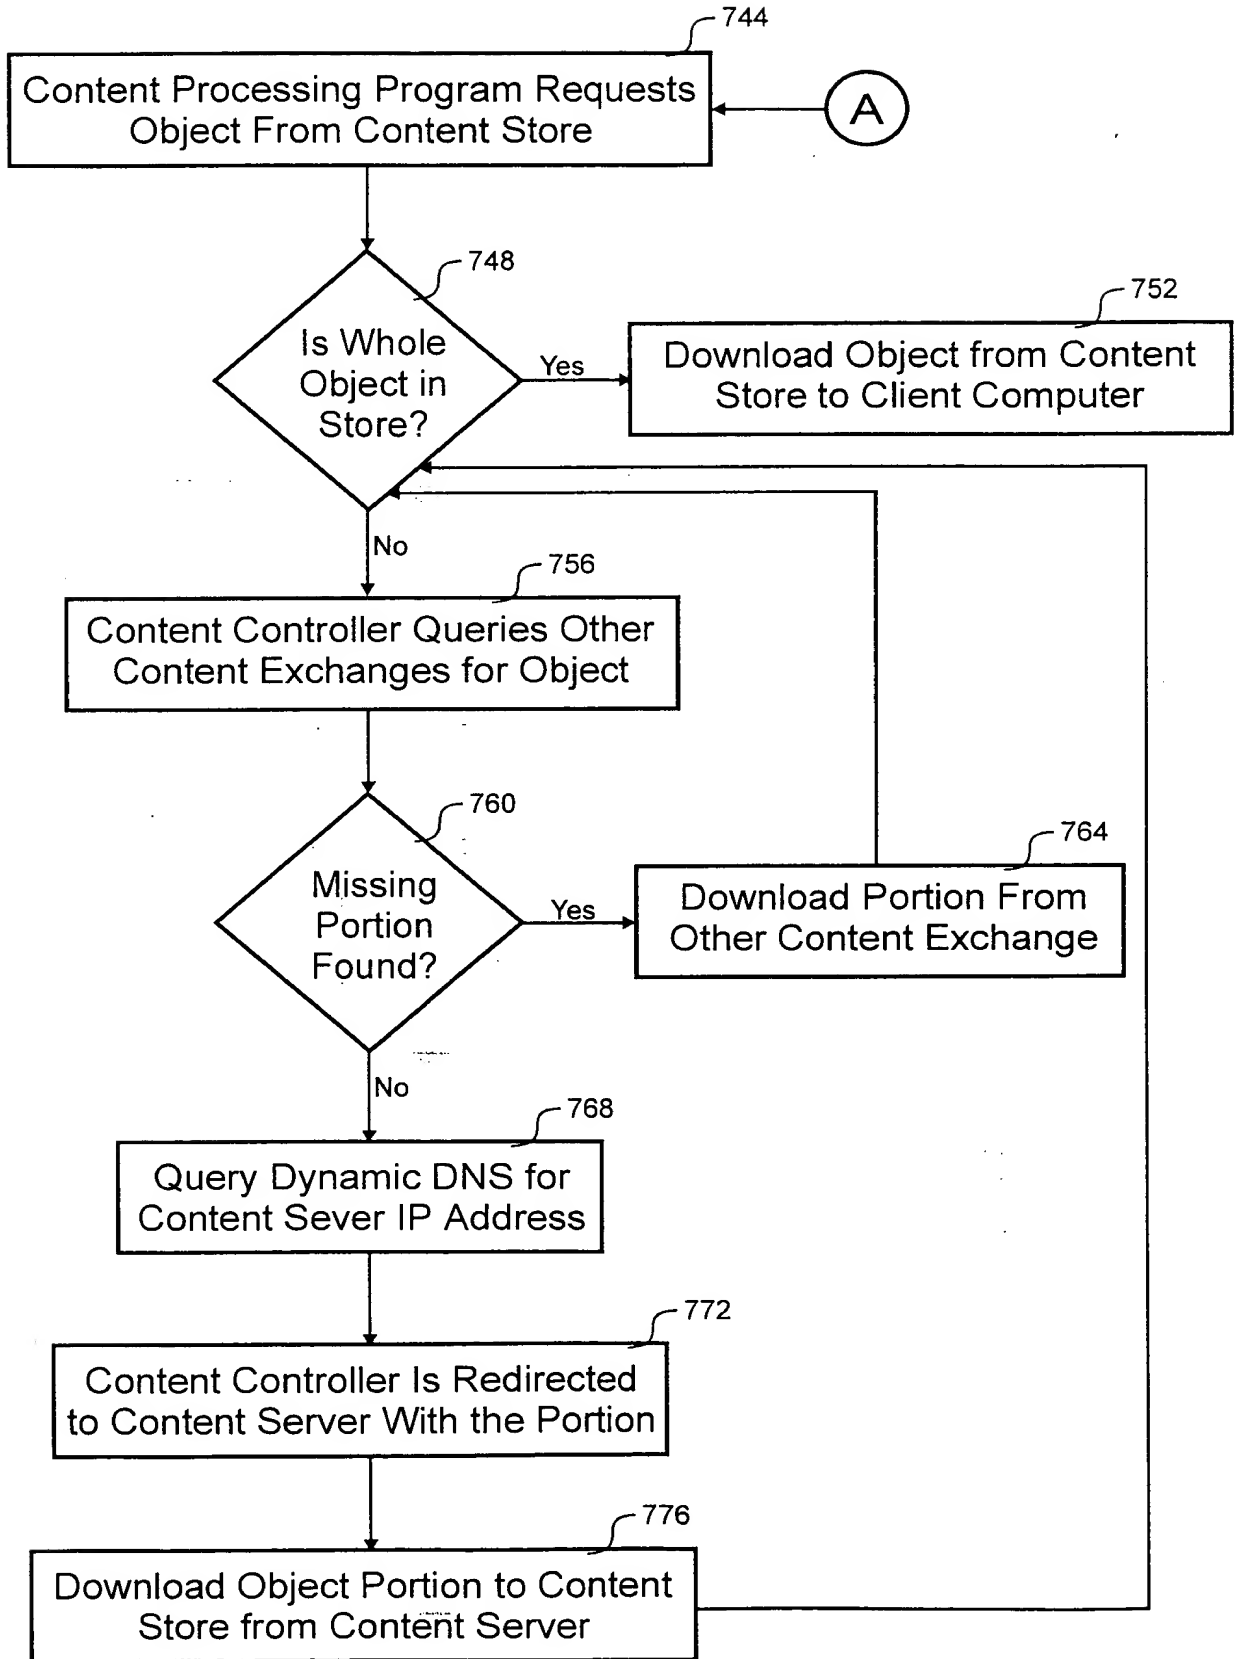 744
Content Processing Program Requests
Object From Content Store
A
748
Is Whole
Object in
Store?
Yes
752
Download Object from Content
Store to Client Computer
No
756
Content Controller Queries Other
Content Exchanges for Object
760
Missing
Portion
Found?
Yes
764
Download Portion From
Other Content Exchange
No
768
Query Dynamic DNS for
Content Sever IP Address
772
Content Controller Is Redirected
to Content Server With the Portion
776
Download Object Portion to Content
Store from Content Server